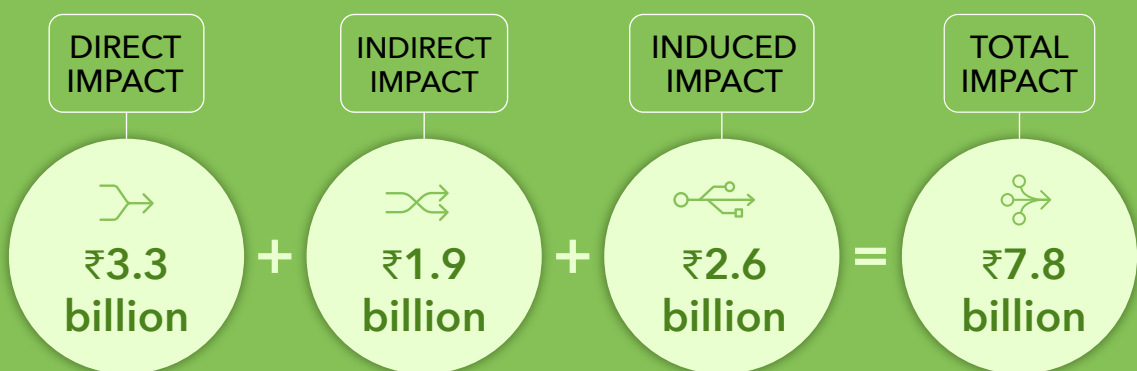 DIRECT
IMPACT
₹3.3
billion
+
INDIRECT
IMPACT
₹1.9
billion
+
INDUCED
IMPACT
₹2.6
billion
=
TOTAL
IMPACT
₹7.8
billion